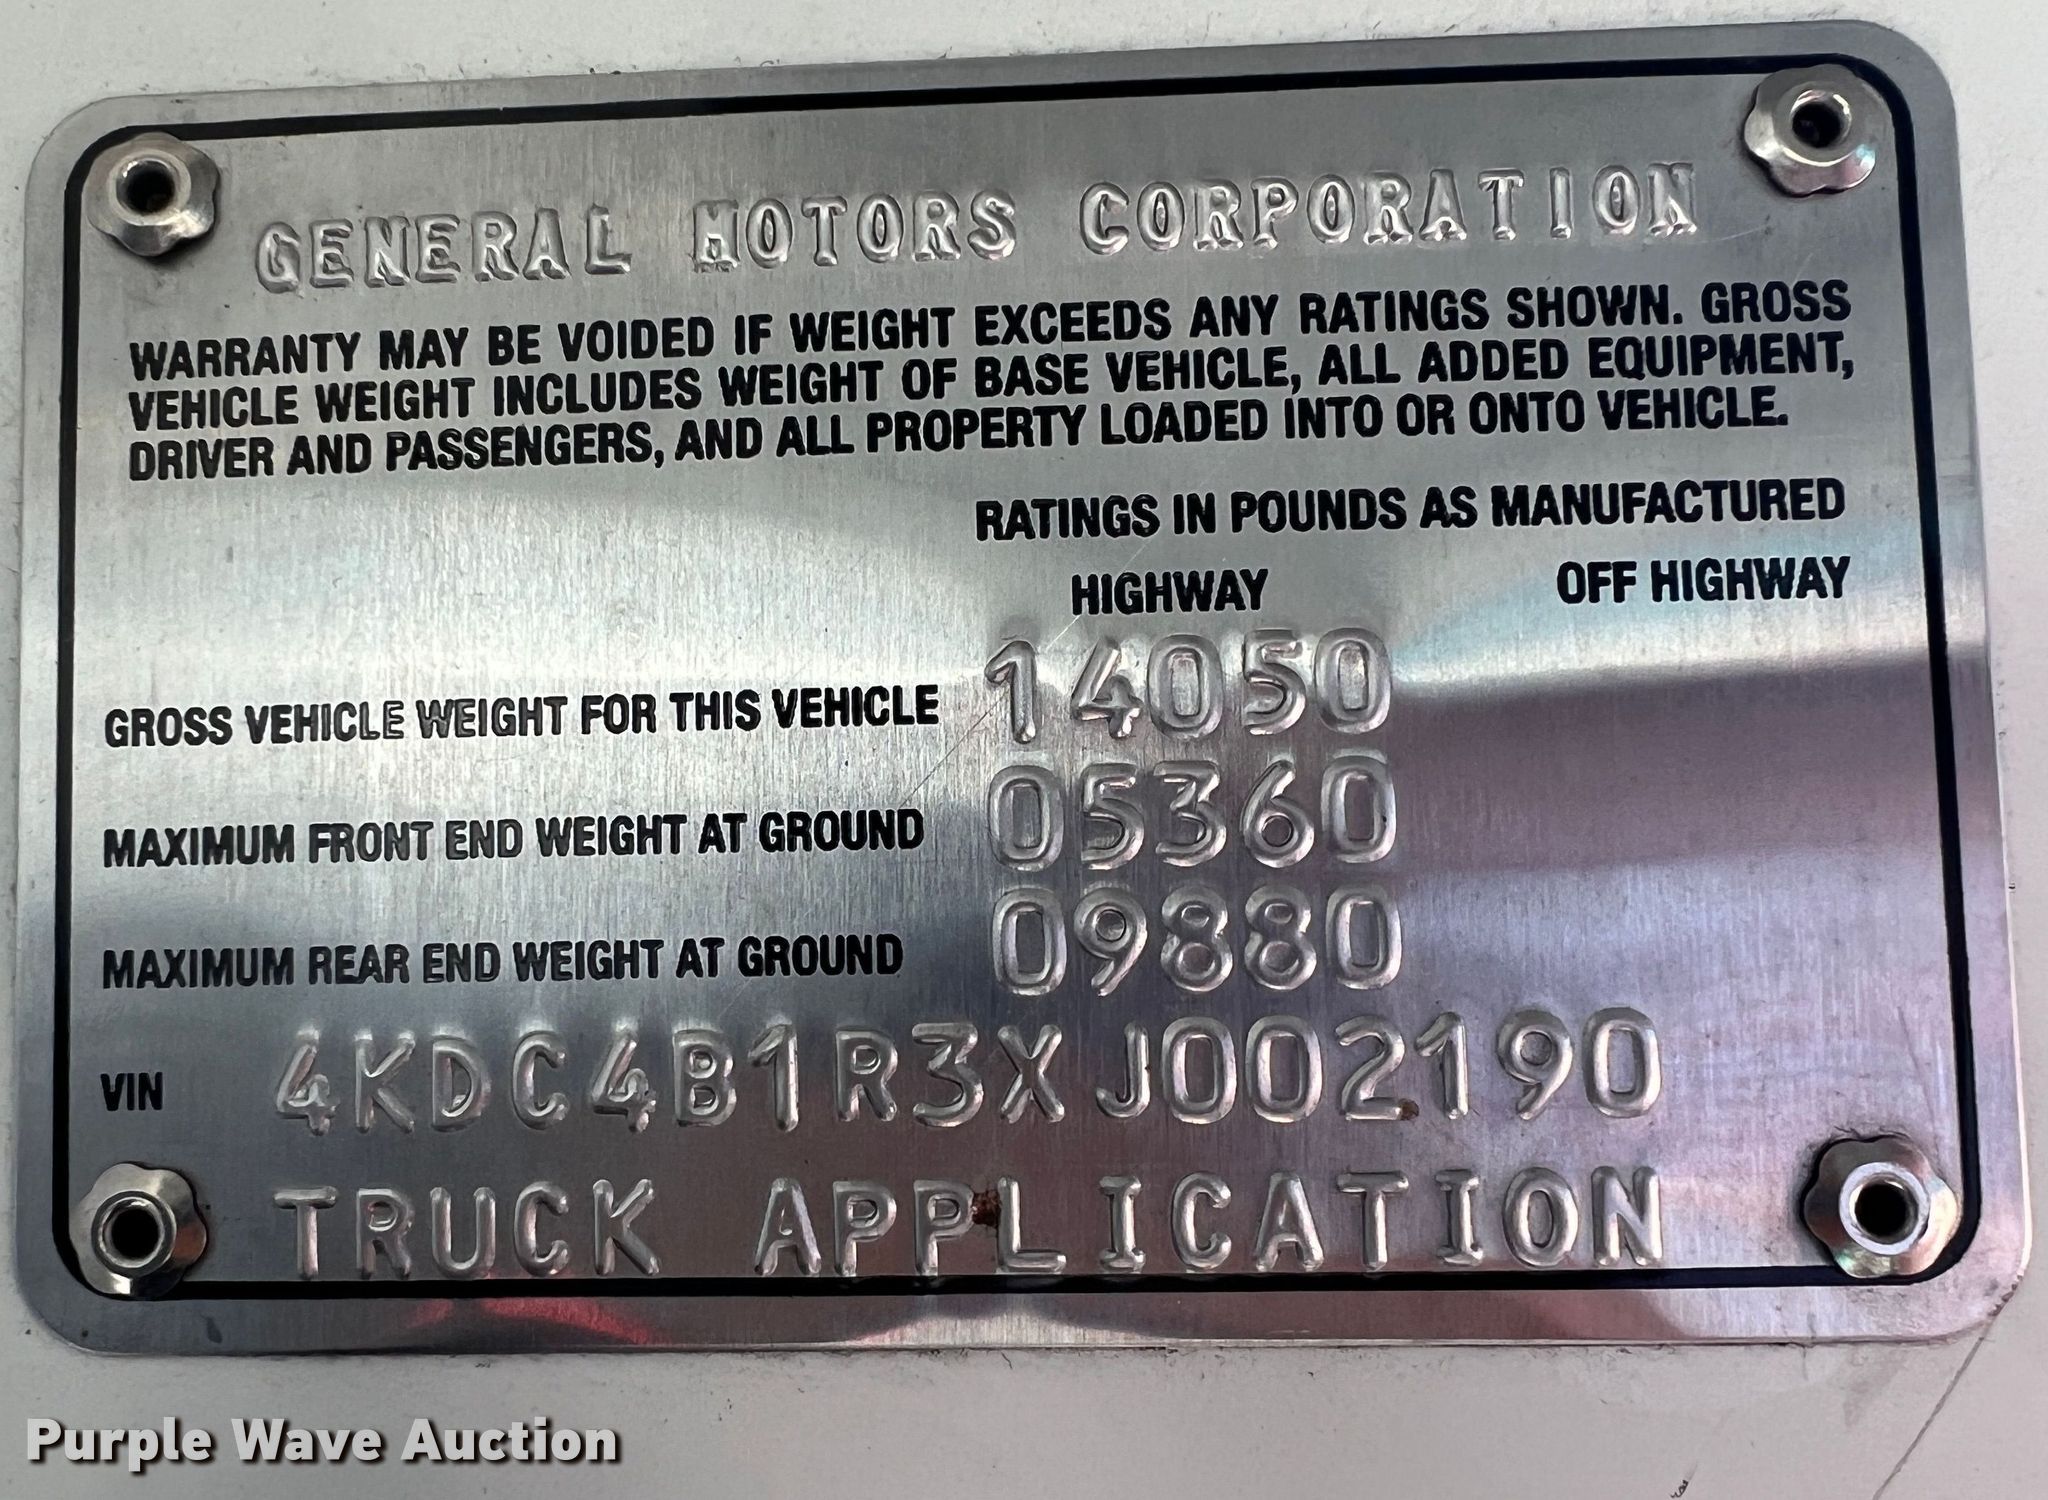 GENERAL MOTORS CORPORATION
WARRANTY MAY BE VOIDED IF WEIGHT EXCEEDS ANY RATINGS SHOWN. GROSS
VEHICLE WEIGHT INCLUDES WEIGHT OF BASE VEHICLE, ALL ADDED EQUIPMENT,
DRIVER AND PASSENGERS, AND ALL PROPERTY LOADED INTO OR ONTO VEHICLE.
RATINGS IN POUNDS AS MANUFACTURED
HIGHWAY OFF HIGHWAY
GROSS VEHICLE WEIGHT FOR THIS VEHICLE 14050
MAXIMUM FRONT END WEIGHT AT GROUND 05360
MAXIMUM REAR END WEIGHT AT GROUND 09880
VIN 4KDC4B1R3XJ002190
TRUCK APPLICATION
Purple Wave Auction